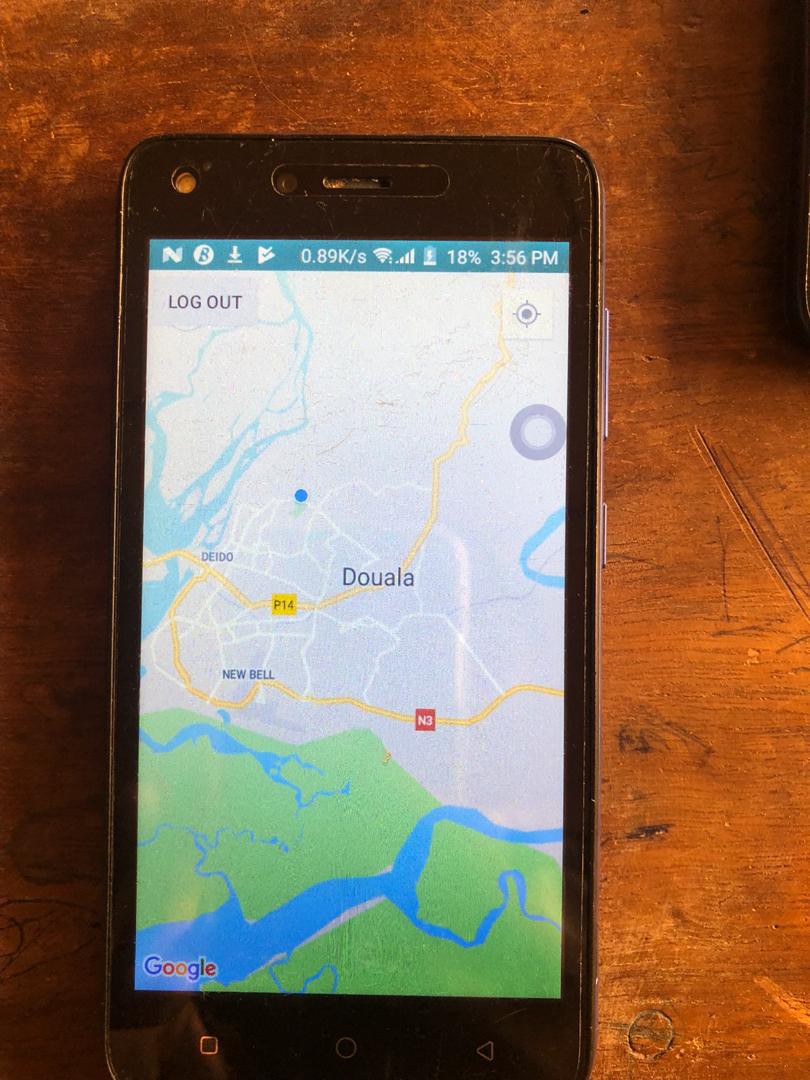 0.89K/s 18% 3:56 PM
LOG OUT
DEIDO
Douala
P14
NEW BELL
N3
Google